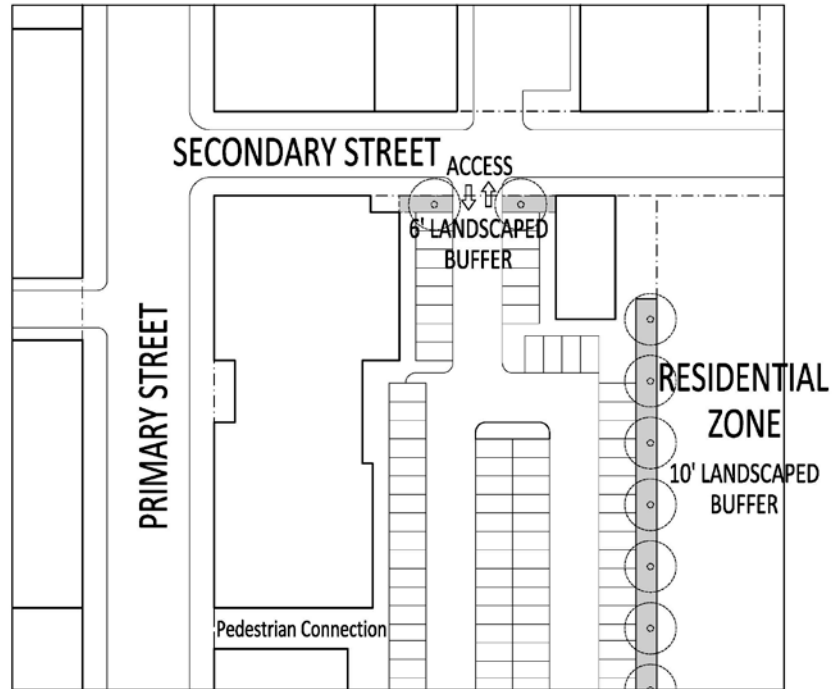 SECONDARY STREET
ACCESS
6' LANDSCAPED
BUFFER
PRIMARY STREET
RESIDENTIAL
ZONE
10' LANDSCAPED
BUFFER
Pedestrian Connection